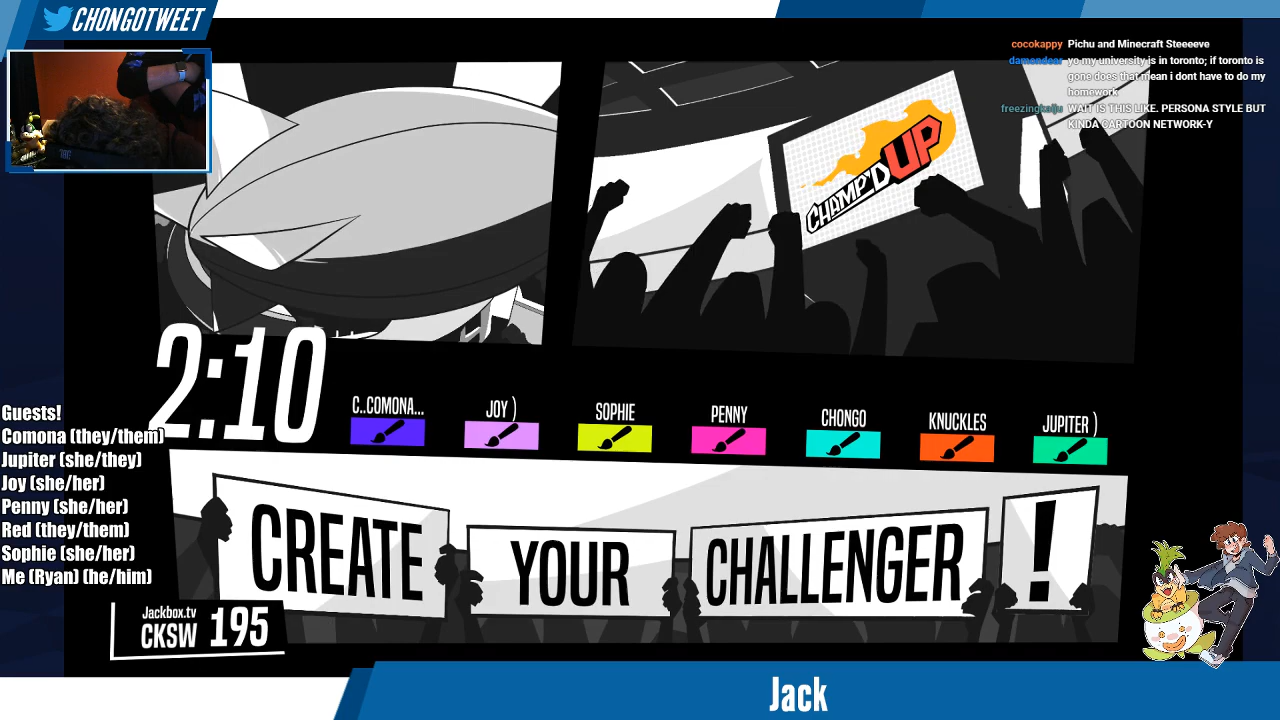 CHONGOTWEET
cocokappy Pichu and Minecraft Steeeeve
yo my university is in toronto; if toronto is
gone does that mean i dont have to do my
homework
WAIT IS THIS LIKE. PERSONA STYLE BUT
KINDA CARTOON NETWORK-Y
CHAMP'D UP
2:10
C..COMONA...
JOY )
SOPHIE
PENNY
CHONGO
KNUCKLES
JUPITER )
Guests!
Comona (they/them)
Jupiter (she/they)
Joy (she/her)
Penny (she/her)
Red (they/them)
Sophie (she/her)
Me (Ryan) (he/him)
CREATE
YOUR
CHALLENGER
!
Jackbox.tv
CKSW 195
Jack